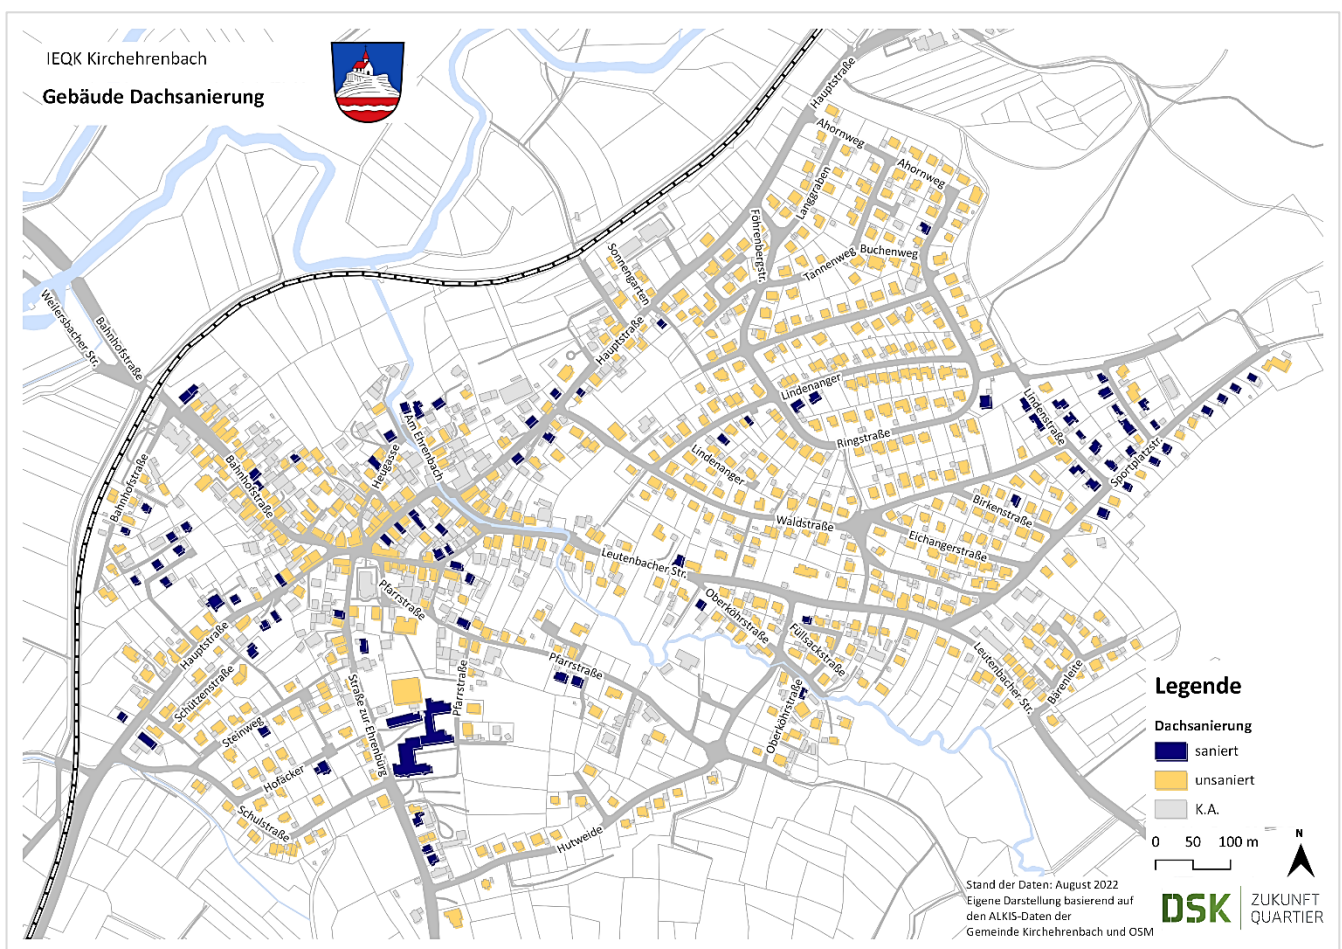 IEQK Kirchehrenbach
Gebäude Dachsanierung
Hauptstraße
Ahornweg
Ahornweg
Langgraben
Föhrenbergstr.
Buchenweg
Tannenweg
Sonnengarten
Hauptstraße
Weilersbacher Str.
Bahnhofstraße
Lindenanger
Lindenstraße
Ringstraße
Am Ehrenbach
Heugasse
Lindenanger
Sportplatzstr.
Bahnhofstraße
Bahnhofstraße
Birkenstraße
Waldstraße
Eichangerstraße
Leutenbacher Str.
Pfarrstraße
Oberköhrstraße
Füllsackstraße
Hauptstraße
Pfarrstraße
Leutenbacher Str.
Bärenleite
Schützenstraße
Pfarrstraße
Straße zur Ehrenbürg
Oberköhrstraße
Steinweg
Hofäcker
Schulstraße
Hutweide
Legende
Dachsanierung
saniert
unsaniert
K.A.
0 50 100 m
N
Stand der Daten: August 2022
Eigene Darstellung basierend auf
den ALKIS-Daten der
Gemeinde Kirchehrenbach und OSM
DSK ZUKUNFT
QUARTIER